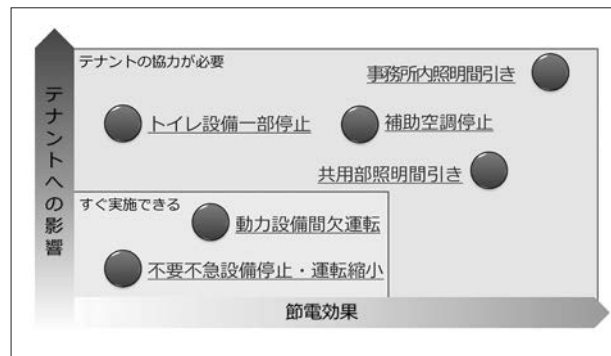 テナントの協力が必要
事務所内照明間引き
トイレ設備一部停止
補助空調停止
共用部照明間引き
すぐ実施できる
動力設備間欠運転
不要不急設備停止・運転縮小
テナントへの影響
節電効果